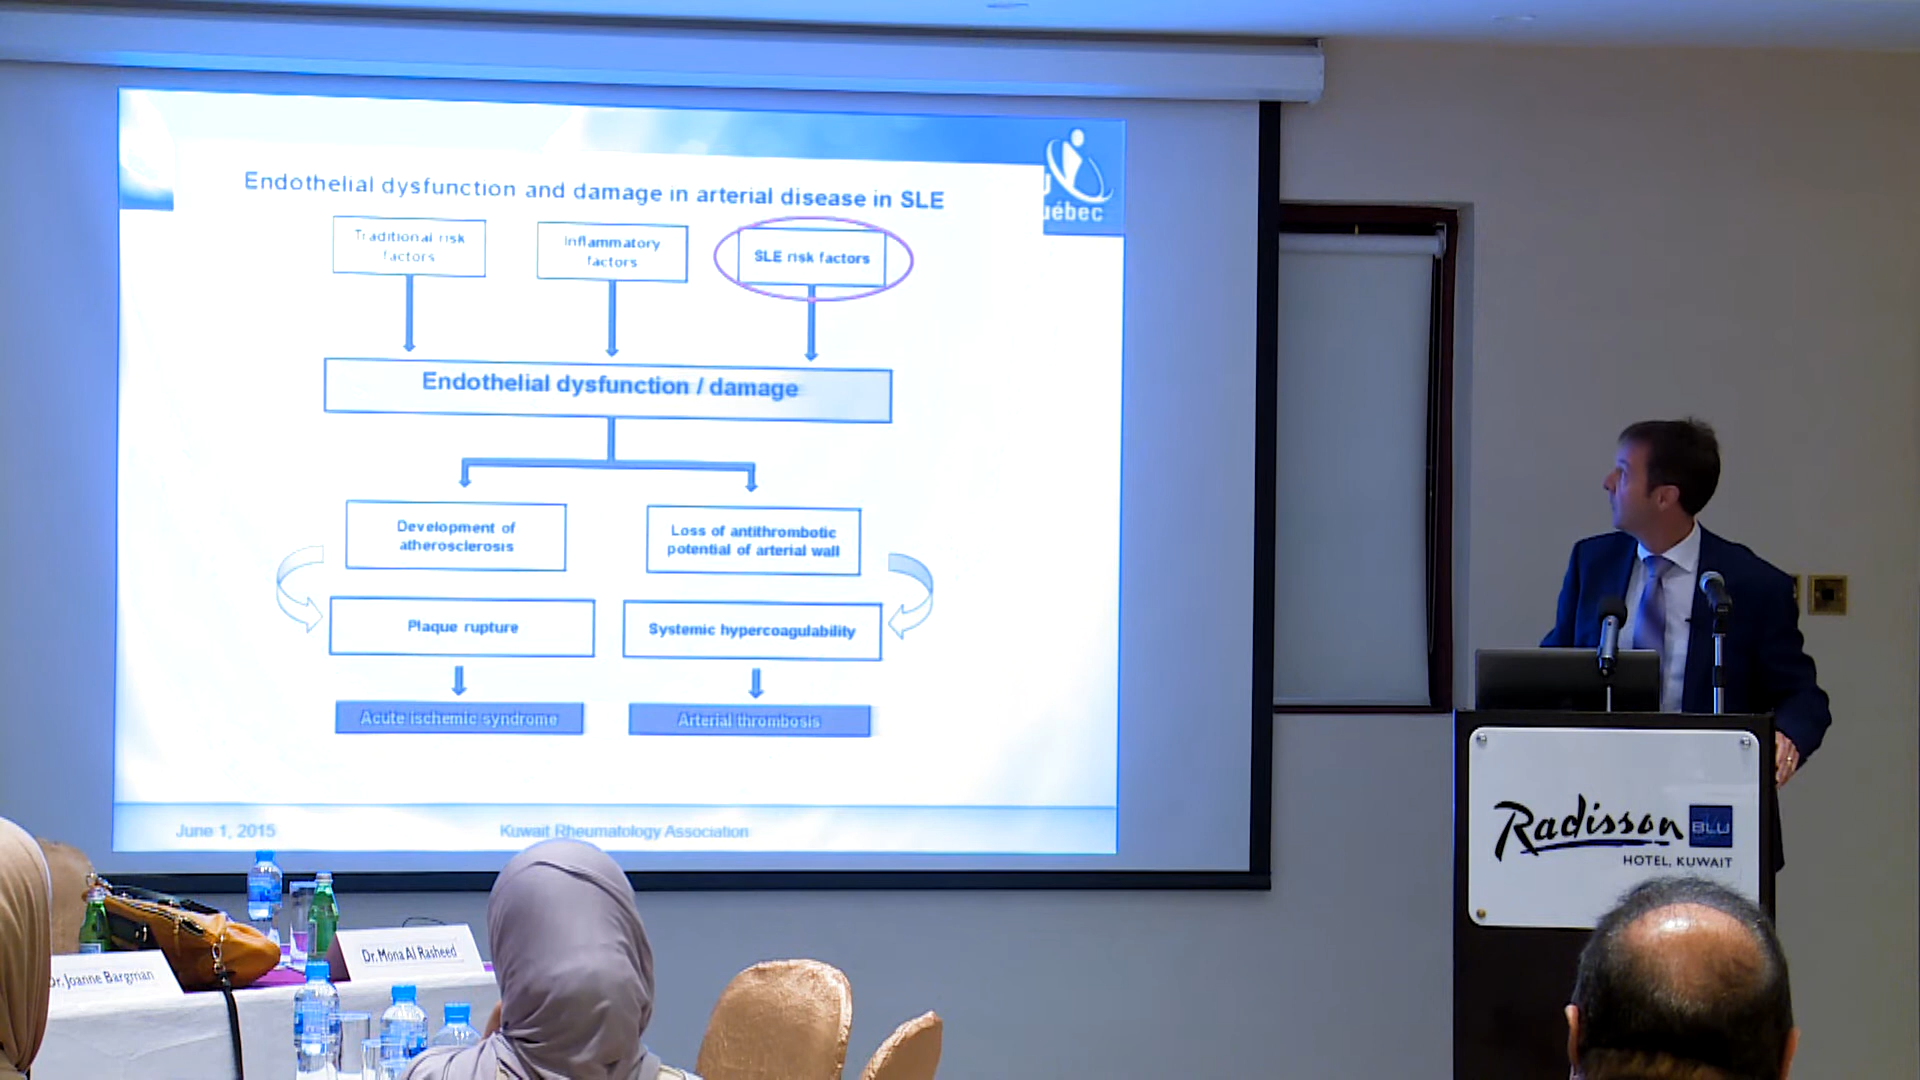 Endothelial dysfunction and damage in arterial disease in SLE
uébec
Traditional risk
factors
Inflammatory
factors
SLE risk factors
Endothelial dysfunction / damage
Development of
atherosclerosis
Loss of antithrombotic
potential of arterial wall
Plaque rupture
Systemic hypercoagulability
Acute ischemic syndrome
Arterial thrombosis
June 1, 2015
Kuwait Rheumatology Association
Radisson
BLU
HOTEL, KUWAIT
Dr. Joanne Bargman
Dr. Mona Al Rasheed